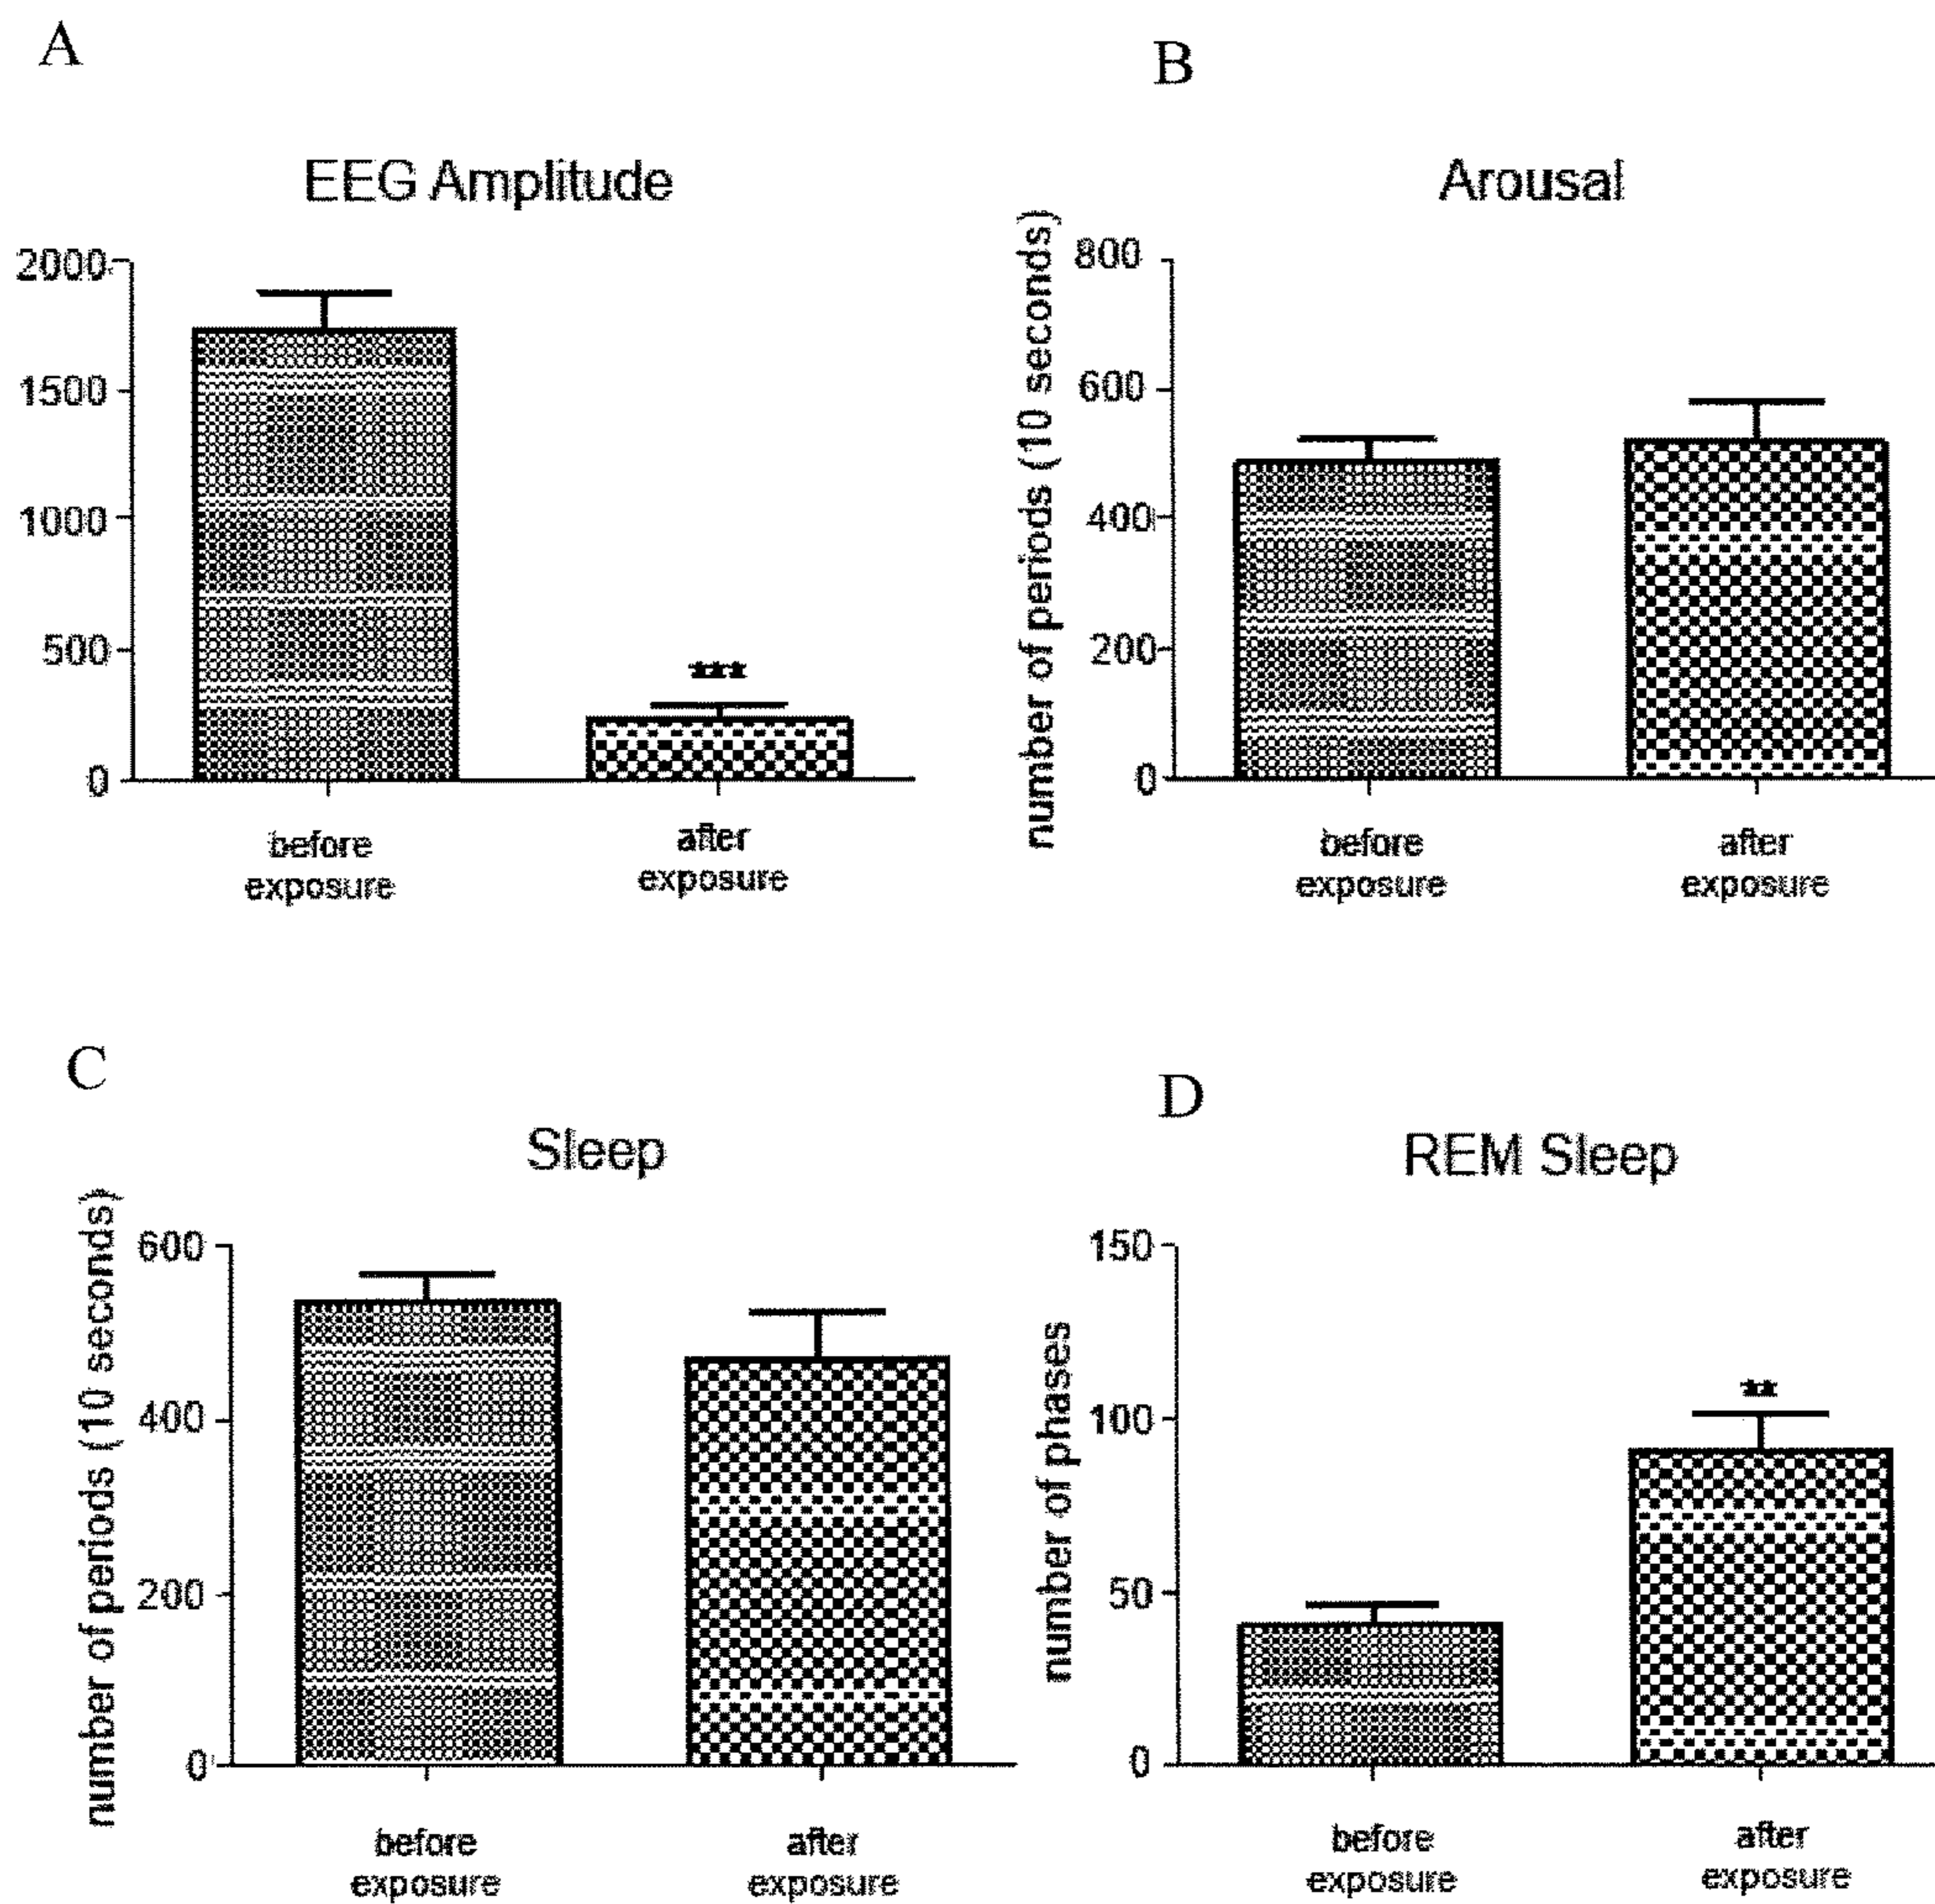 A
EEG Amplitude
2000
1500
1000
500
0
***
before
exposure
after
exposure
B
Arousal
number of periods (10 seconds)
800
600
400
200
0
before
exposure
after
exposure
C
Sleep
number of periods (10 seconds)
600
400
200
0
before
exposure
after
exposure
D
REM Sleep
number of phases
150
100
50
0
**
before
exposure
after
exposure